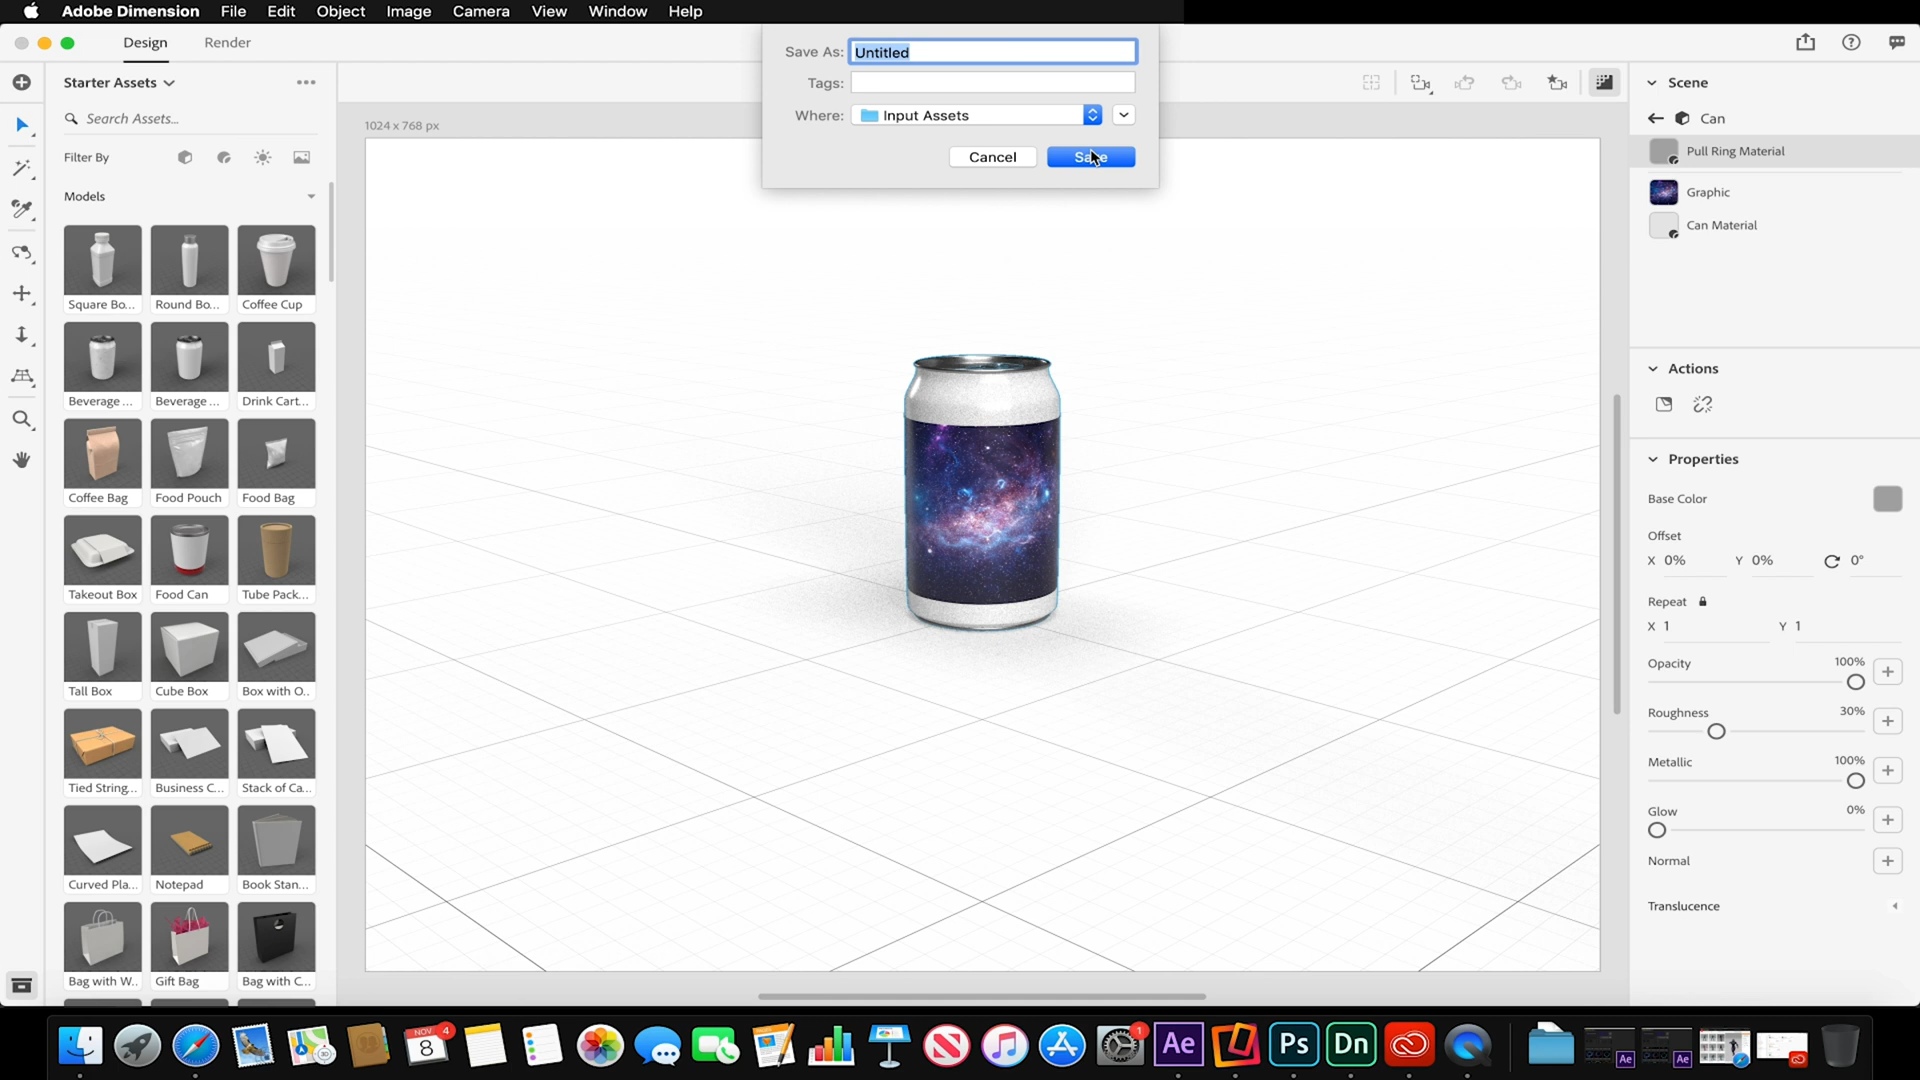 Adobe Dimension File Edit Object Image Camera View Window Help
Design Render
Save As: Untitled
Tags:
Where: Input Assets
Cancel
Starter Assets
Search Assets...
Filter By
Models
Square Bo... Round Bo... Coffee Cup
Beverage ... Beverage ... Drink Cart...
Coffee Bag Food Pouch Food Bag
Takeout Box Food Can Tube Pack...
Tall Box Cube Box Box with O..
Tied String... Business C... Stack of Ca...
Curved Pla... Notepad Book Stan...
Bag with W.. Gift Bag Bag with C...
1024 x 768 px
Scene
Can
Pull Ring Material
Graphic
Can Material
Actions
Properties
Base Color
Offset
X 0% Y 0% 0°
Repeat
X 1 Y 1
Opacity 100%
Roughness 30%
Metallic 100%
Glow 0%
Normal
Translucence
NOV 4
8
1
Ae
Ps
Dn
Ae
Ae